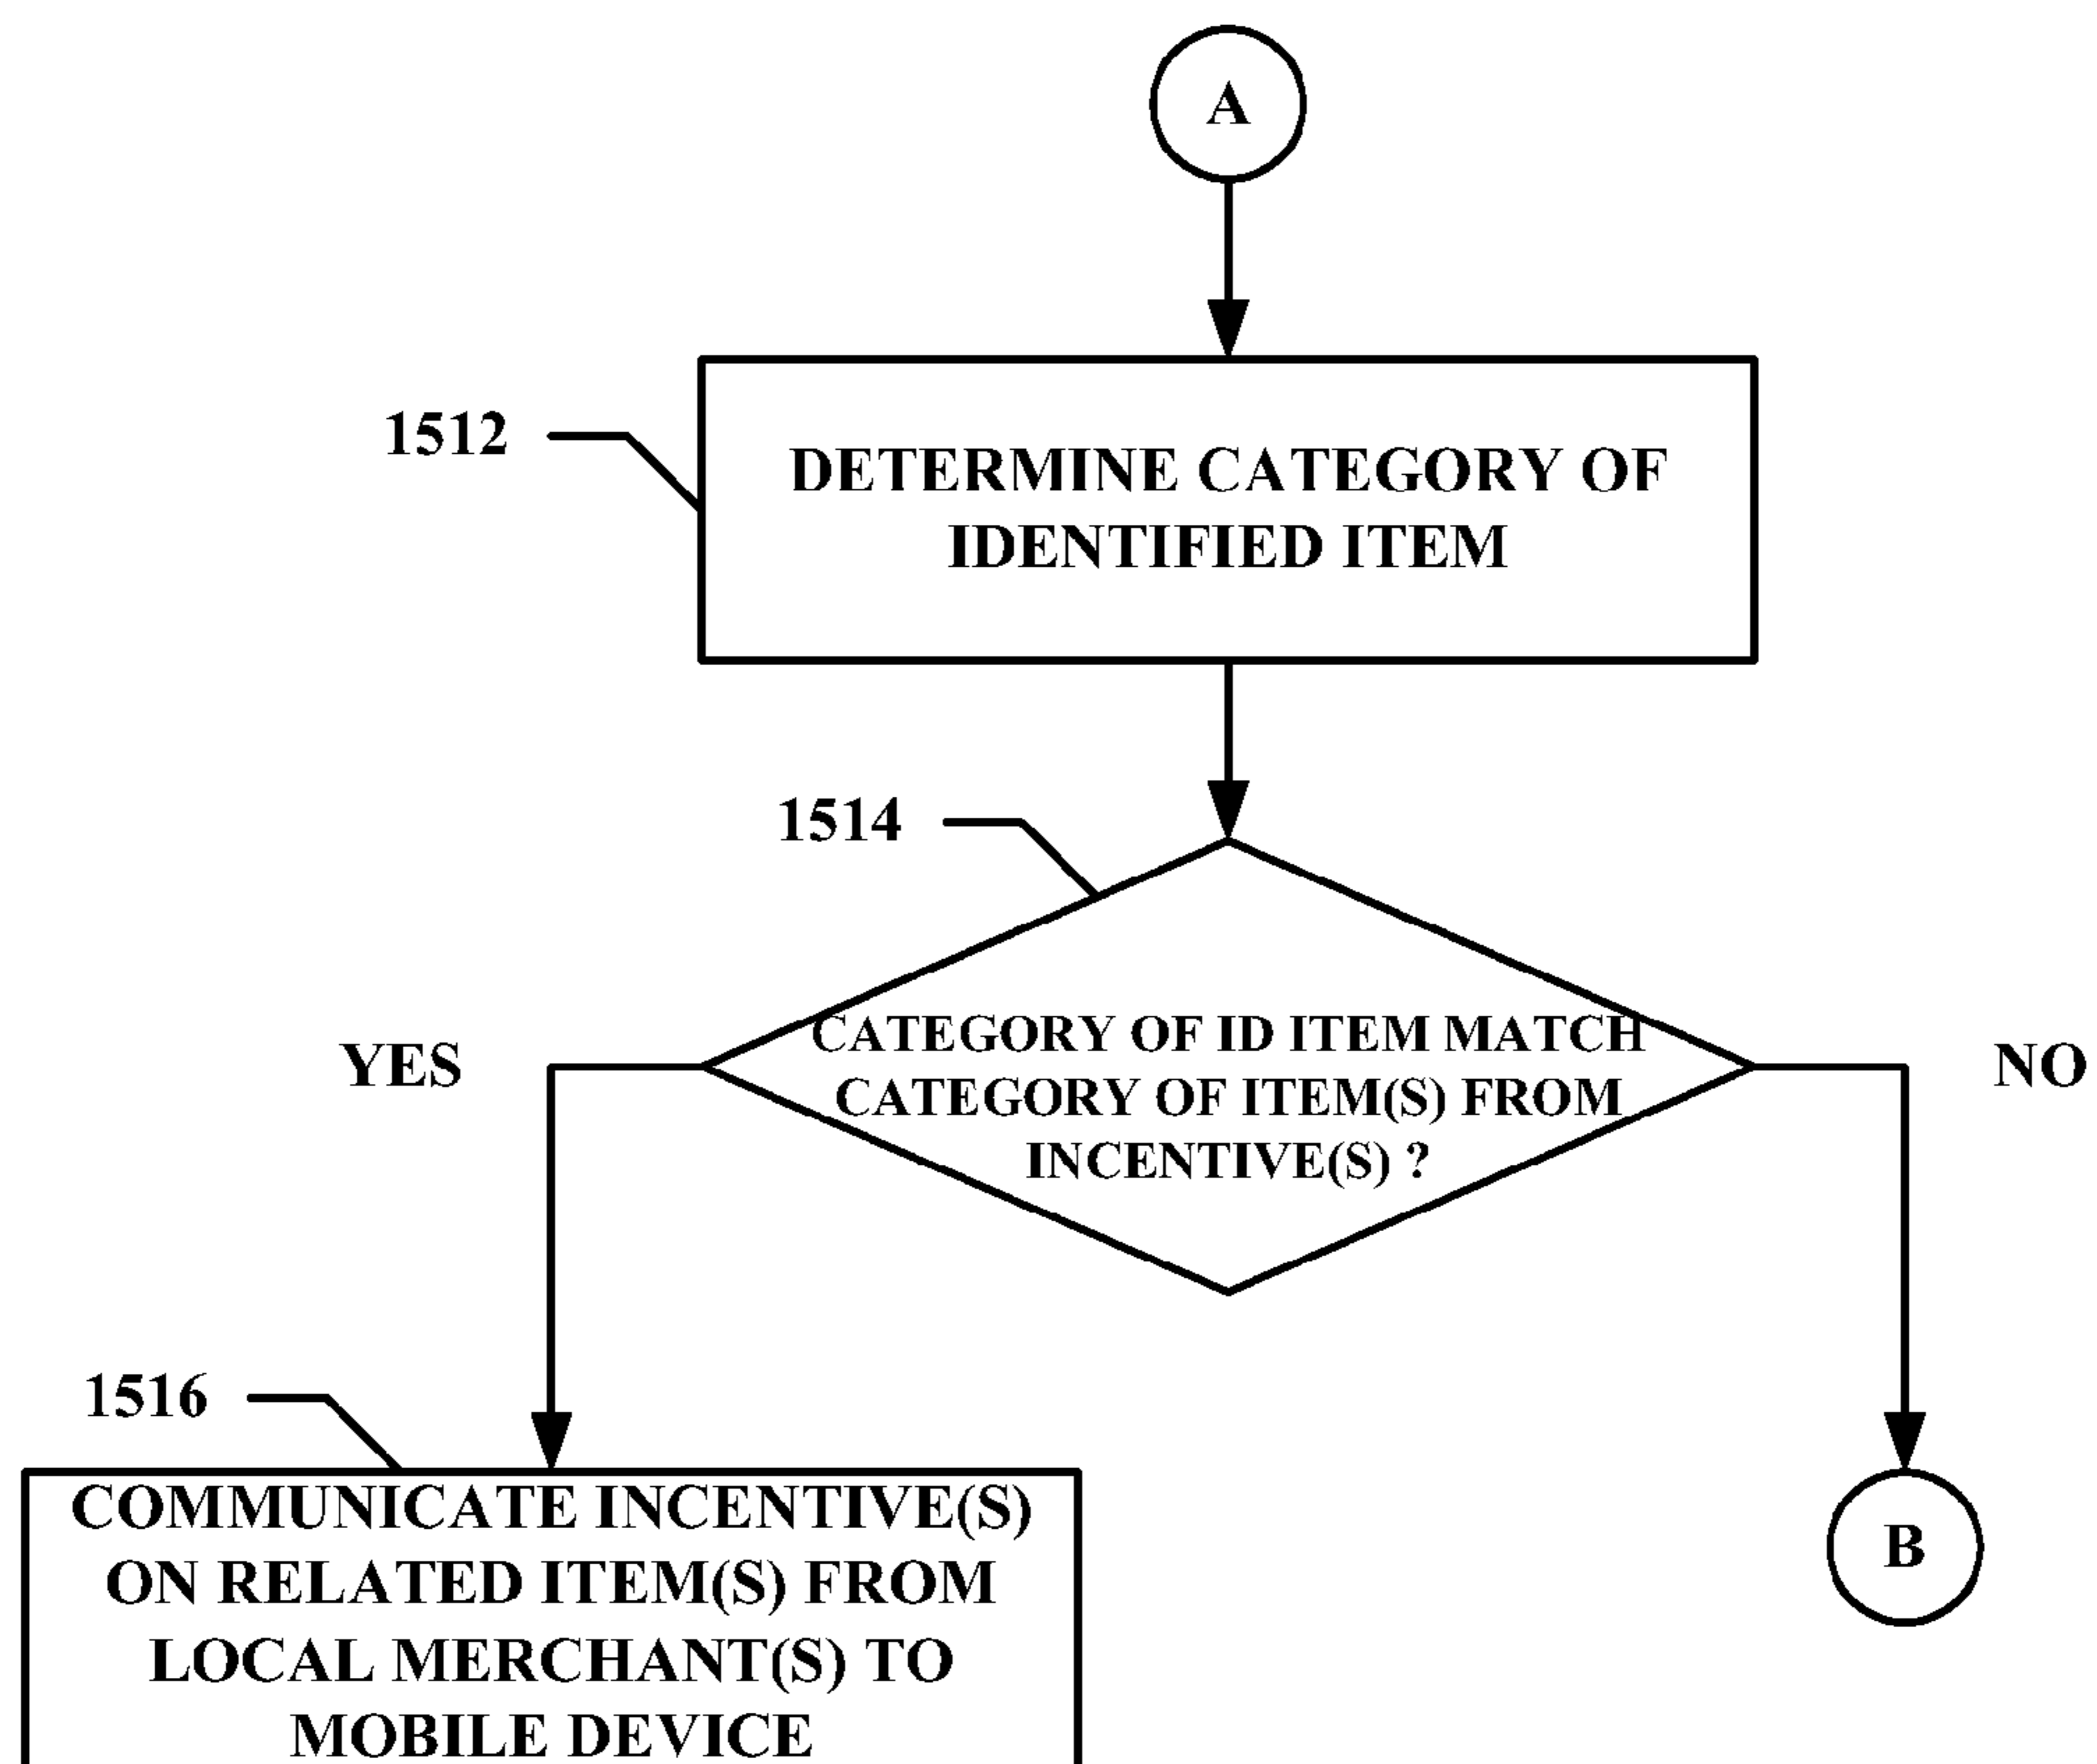 A
1512
DETERMINE CATEGORY OF
IDENTIFIED ITEM
1514
CATEGORY OF ID ITEM MATCH
CATEGORY OF ITEM(S) FROM
INCENTIVE(S) ?
YES
NO
1516
COMMUNICATE INCENTIVE(S)
ON RELATED ITEM(S) FROM
LOCAL MERCHANT(S) TO
MOBILE DEVICE
B